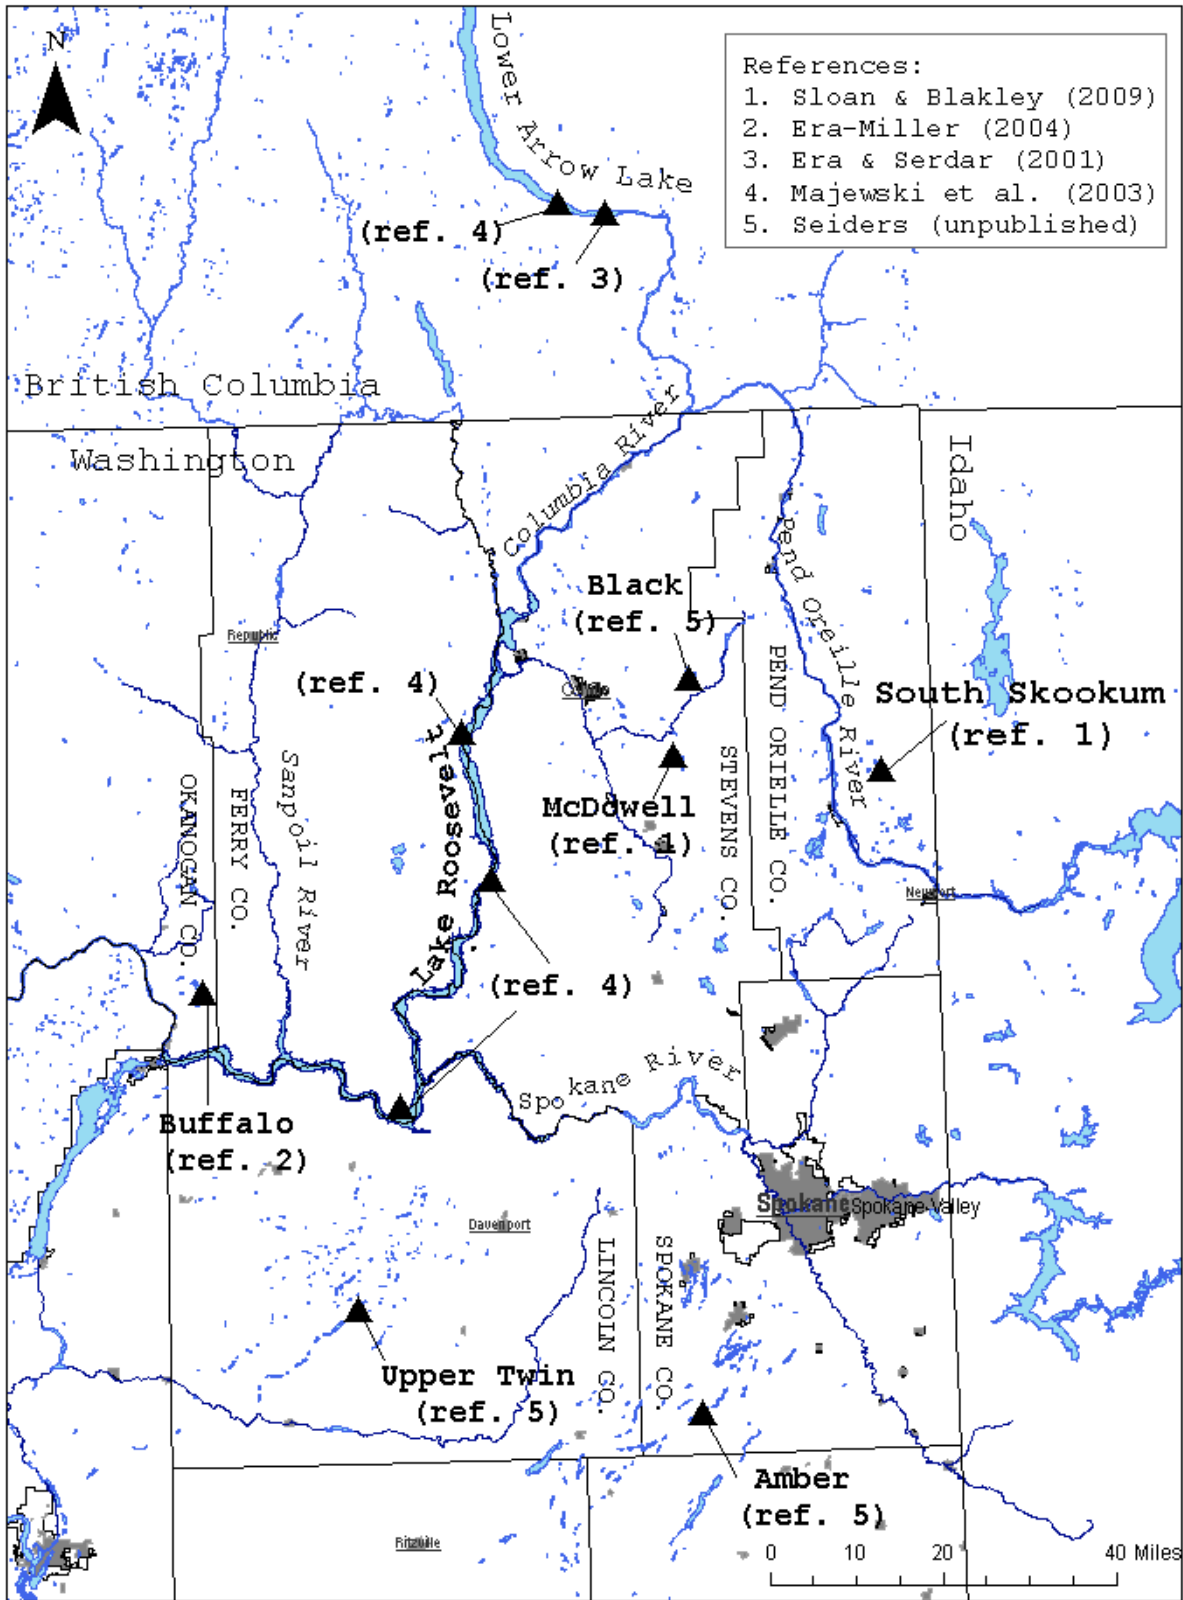 N
Lower Arrow Lake
References:
1. Sloan & Blakley (2009)
2. Era-Miller (2004)
3. Era & Serdar (2001)
4. Majewski et al. (2003)
5. Seiders (unpublished)
(ref. 4)
(ref. 3)
British Columbia
Washington
Idaho
Columbia River
Pend Oreille River
Black
(ref. 5)
Republic
(ref. 4)
South Skookum
(ref. 1)
Sanpoil River
OKANOGAN CO.
FERRY CO.
Lake Roosevelt
McDowell
(ref. 1)
STEVENS CO.
PEND ORIELLE CO.
Newport
(ref. 4)
Spokane River
Buffalo
(ref. 2)
Spokane
Spokane Valley
Davenport
LINCOLN CO.
SPOKANE CO.
Upper Twin
(ref. 5)
Amber
(ref. 5)
Ritzville
0 10 20 40 Miles